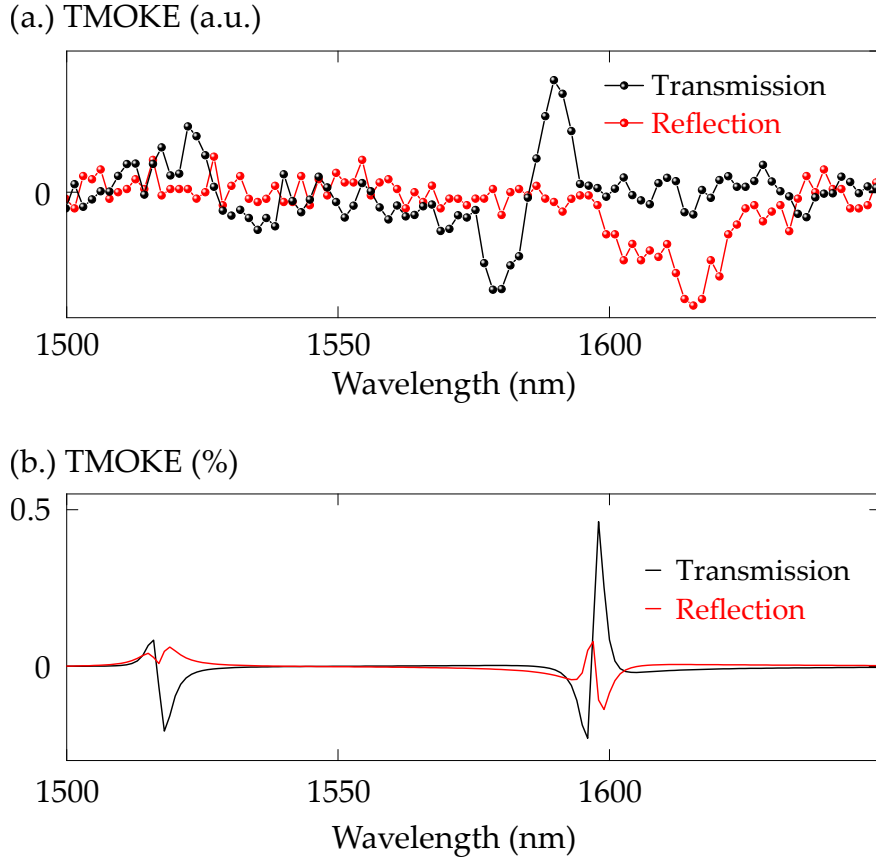 (a.) TMOKE (a.u.)
Transmission
Reflection
0
1500 1550 1600
Wavelength (nm)
(b.) TMOKE (%)
0.5
Transmission
Reflection
0
1500 1550 1600
Wavelength (nm)